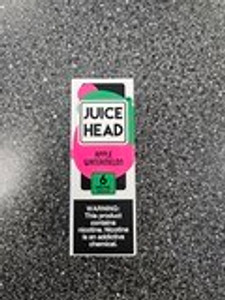 JUICE
HEAD
APPLE
WATERMELON
6
WARNING:
This product
contains
nicotine. Nicotine
is an addictive
chemical.